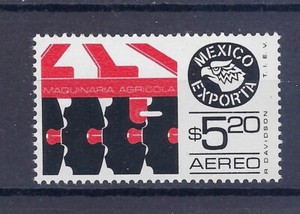 MAQUINARIA AGRICOLA
MEXICO
EXPORTA
$5.20
AEREO
R DAVIDSON T.I.E.V.